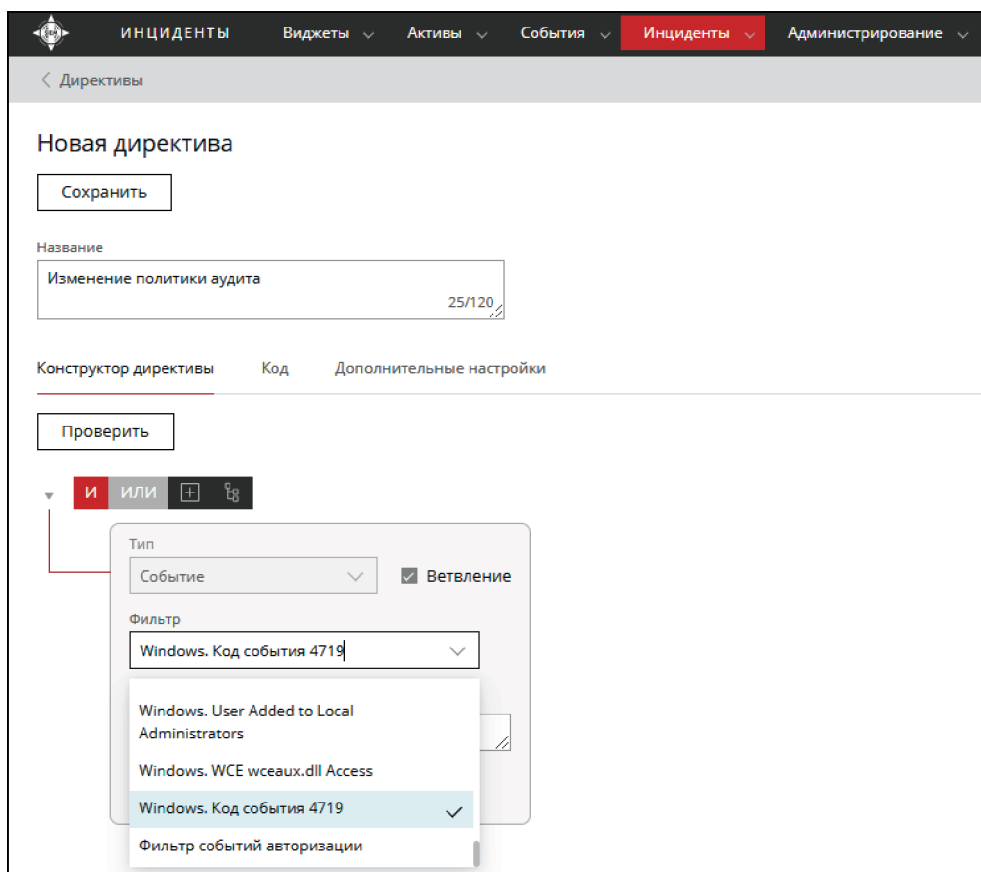 ИНЦИДЕНТЫ Виджеты Активы События Инциденты Администрирование
Директивы
Новая директива
Сохранить
Название
Изменение политики аудита
25/120
Конструктор директивы Код Дополнительные настройки
Проверить
И ИЛИ
Тип
Событие Ветвление
Фильтр
Windows. Код события 4719
Windows. User Added to Local
Administrators
Windows. WCE wceaux.dll Access
Windows. Код события 4719
Фильтр событий авторизации